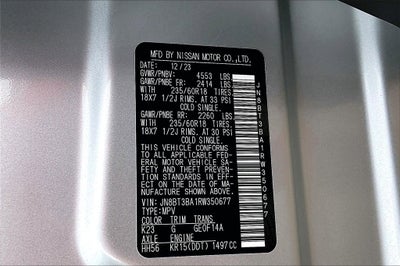 MFD BY NISSAN MOTOR CO.,LTD.
DATE: 12/23
GVWR/PNBV: 4553 LBS
GAWR/PNBE FR: 2414 LBS
WITH 235/60R18 TIRES
18X7 1/2J RIMS. AT 33 PSI
COLD SINGLE.
GAWR/PNBE RR: 2260 LBS
WITH 235/60R18 TIRES
18X7 1/2J RIMS. AT 30 PSI
COLD SINGLE.
THIS VEHICLE CONFORMS
TO ALL APPLICABLE FED-
ERAL MOTOR VEHICLE SA-
FETY AND THEFT PREVEN-
TION STANDARDS IN EFF-
ECT ON THE DATE OF MA-
NUFACTURE SHOWN ABOVE.
VIN: JN8BT3BA1RW350677
TYPE:MPV
COLOR TRIM TRANS
K23 G GE0F14A
AXLE ENGINE
HH56 KR15(DDT) 1497CC
JN8BT3BA1RW350677